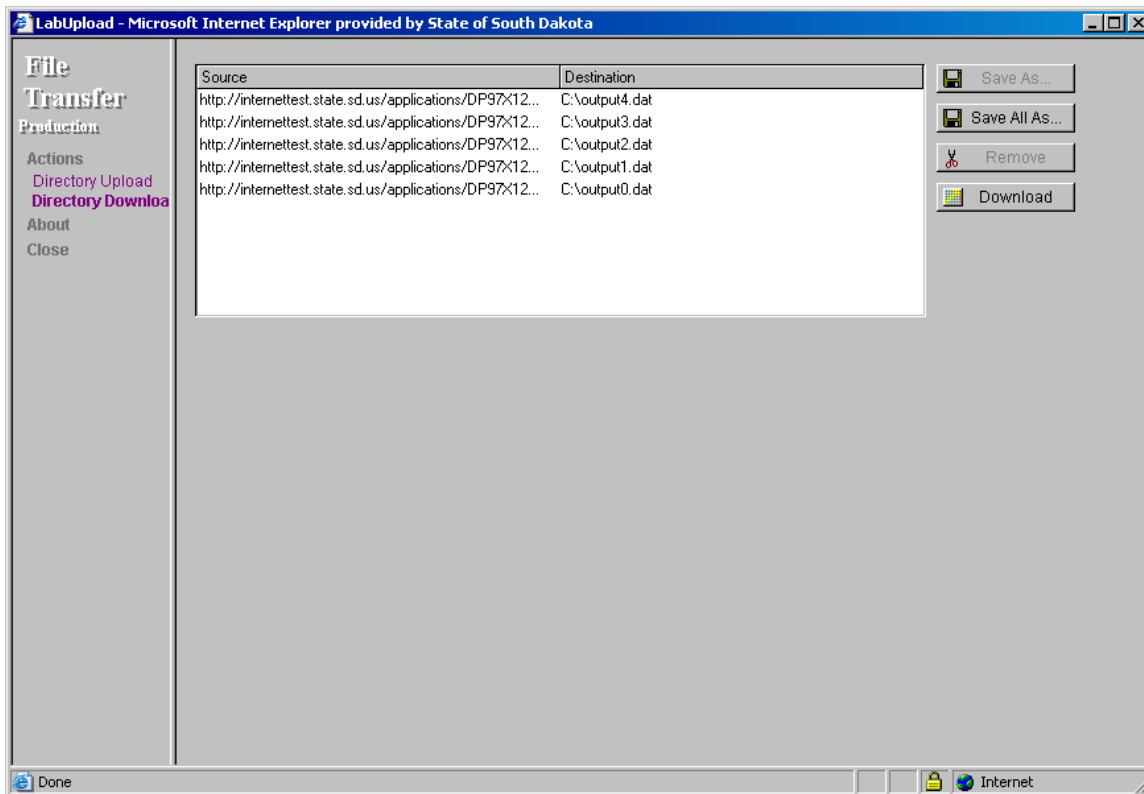 LabUpload - Microsoft Internet Explorer provided by State of South Dakota
File
Transfer
Production
Actions
Directory Upload
Directory Downloa
About
Close
Source Destination
http://internettest.state.sd.us/applications/DP97X12... C:\output4.dat
http://internettest.state.sd.us/applications/DP97X12... C:\output3.dat
http://internettest.state.sd.us/applications/DP97X12... C:\output2.dat
http://internettest.state.sd.us/applications/DP97X12... C:\output1.dat
http://internettest.state.sd.us/applications/DP97X12... C:\output0.dat
Save As...
Save All As...
Remove
Download
Done
Internet